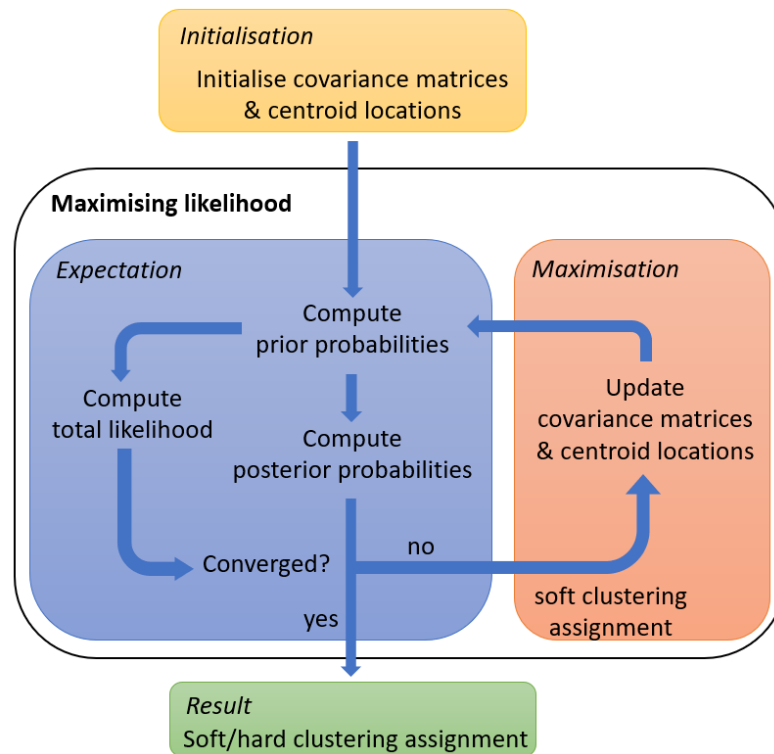 Initialisation
Initialise covariance matrices
& centroid locations
Maximising likelihood
Expectation
Compute
prior probabilities
Compute
total likelihood
Compute
posterior probabilities
Converged?
no
yes
Maximisation
Update
covariance matrices
& centroid locations
soft clustering
assignment
Result
Soft/hard clustering assignment